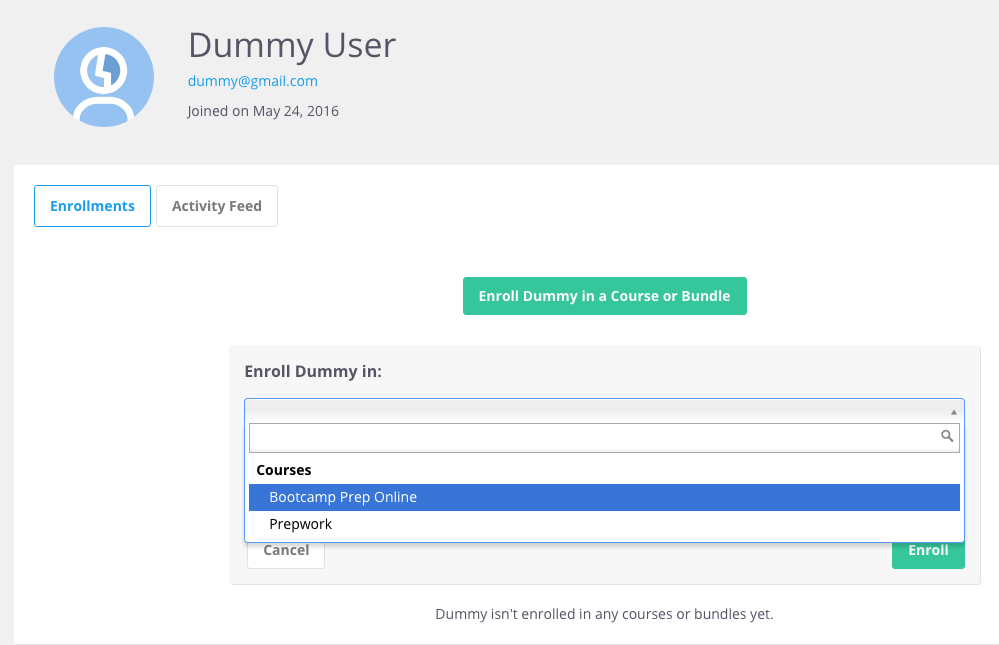 Dummy User
dummy@gmail.com
Joined on May 24, 2016
Enrollments
Activity Feed
Enroll Dummy in a Course or Bundle
Enroll Dummy in:
Courses
Bootcamp Prep Online
Prepwork
Cancel
Enroll
Dummy isn't enrolled in any courses or bundles yet.